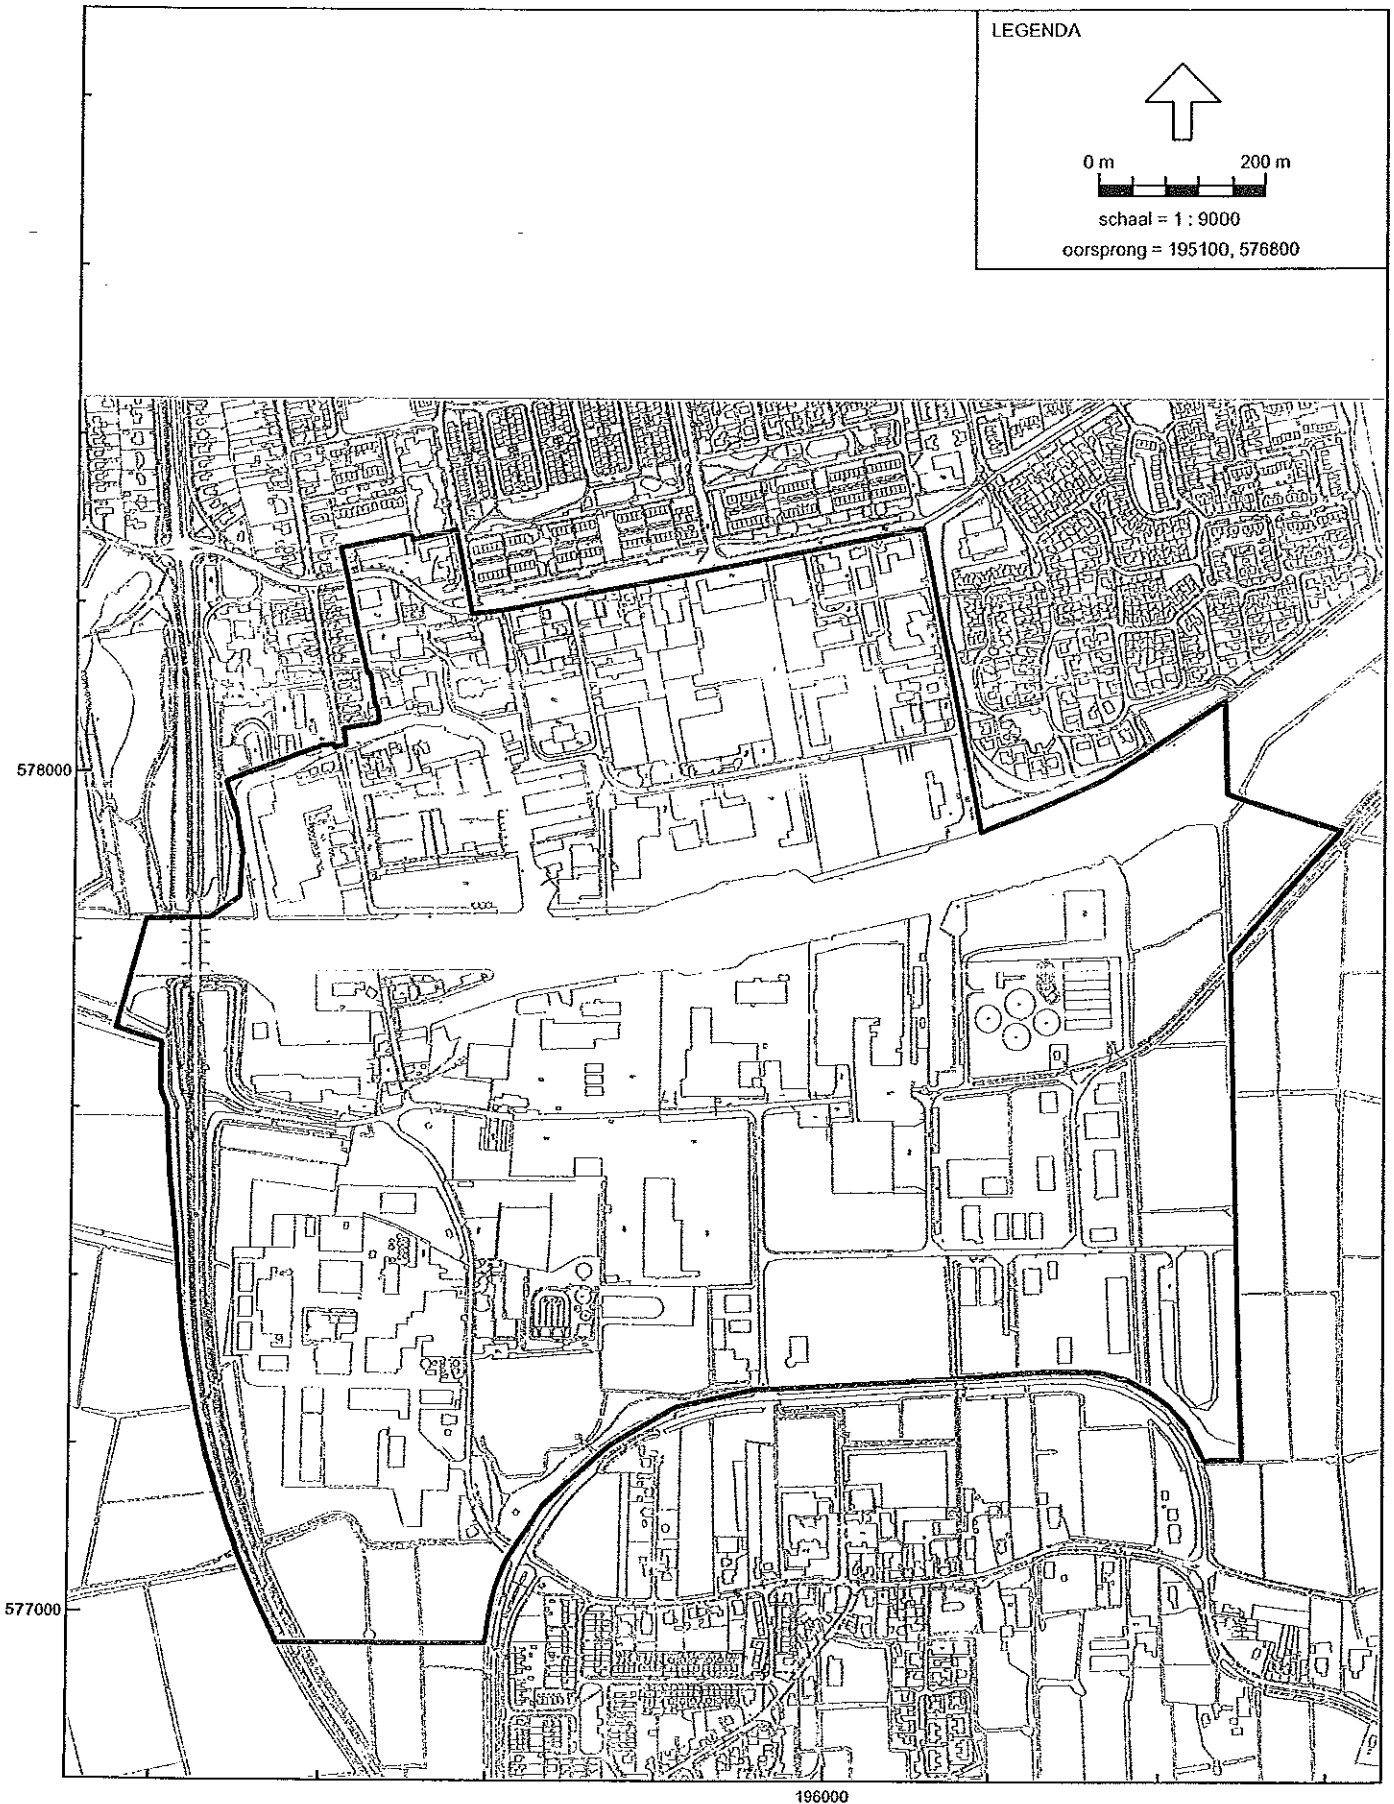 LEGENDA
0 m 200 m
schaal = 1 : 9000
oorsprong = 195100, 576800
578000
577000
196000